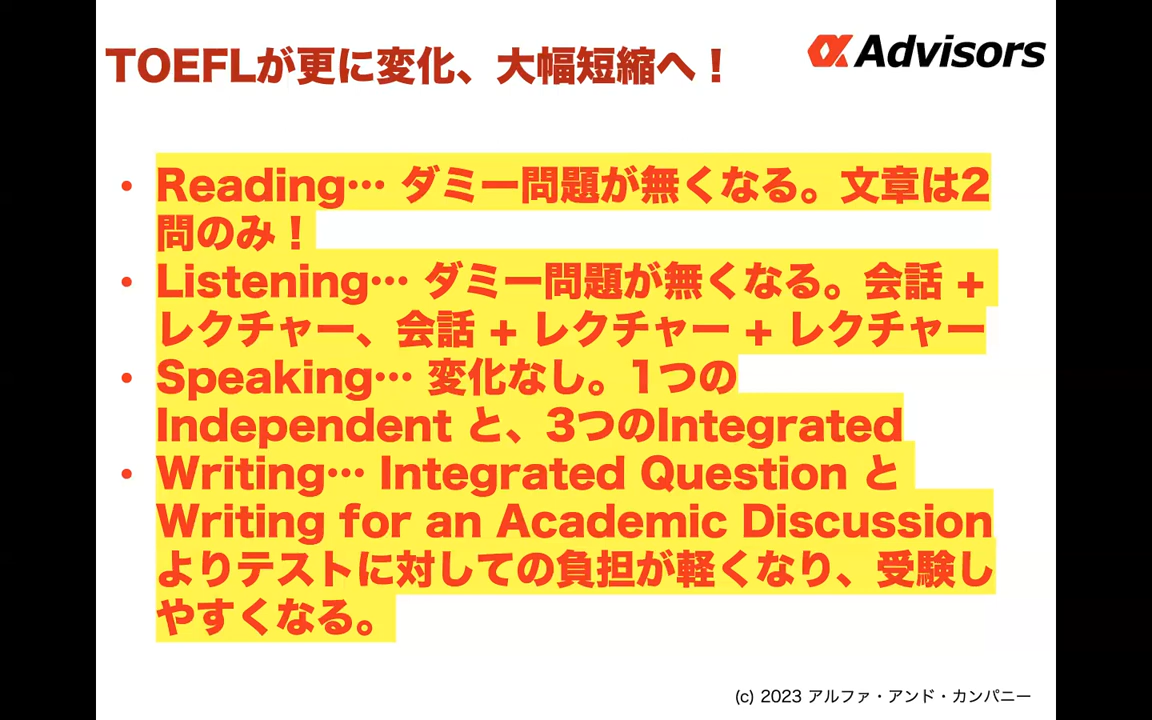 TOEFLが更に変化、大幅短縮へ！
αAdvisors
• Reading… ダミー問題が無くなる。文章は2
問のみ！
• Listening… ダミー問題が無くなる。会話 +
レクチャー、会話 + レクチャー + レクチャー
• Speaking… 変化なし。1つの
Independent と、3つのIntegrated
• Writing… Integrated Question と
Writing for an Academic Discussion
よりテストに対しての負担が軽くなり、受験し
やすくなる。
(c) 2023 アルファ・アンド・カンパニー